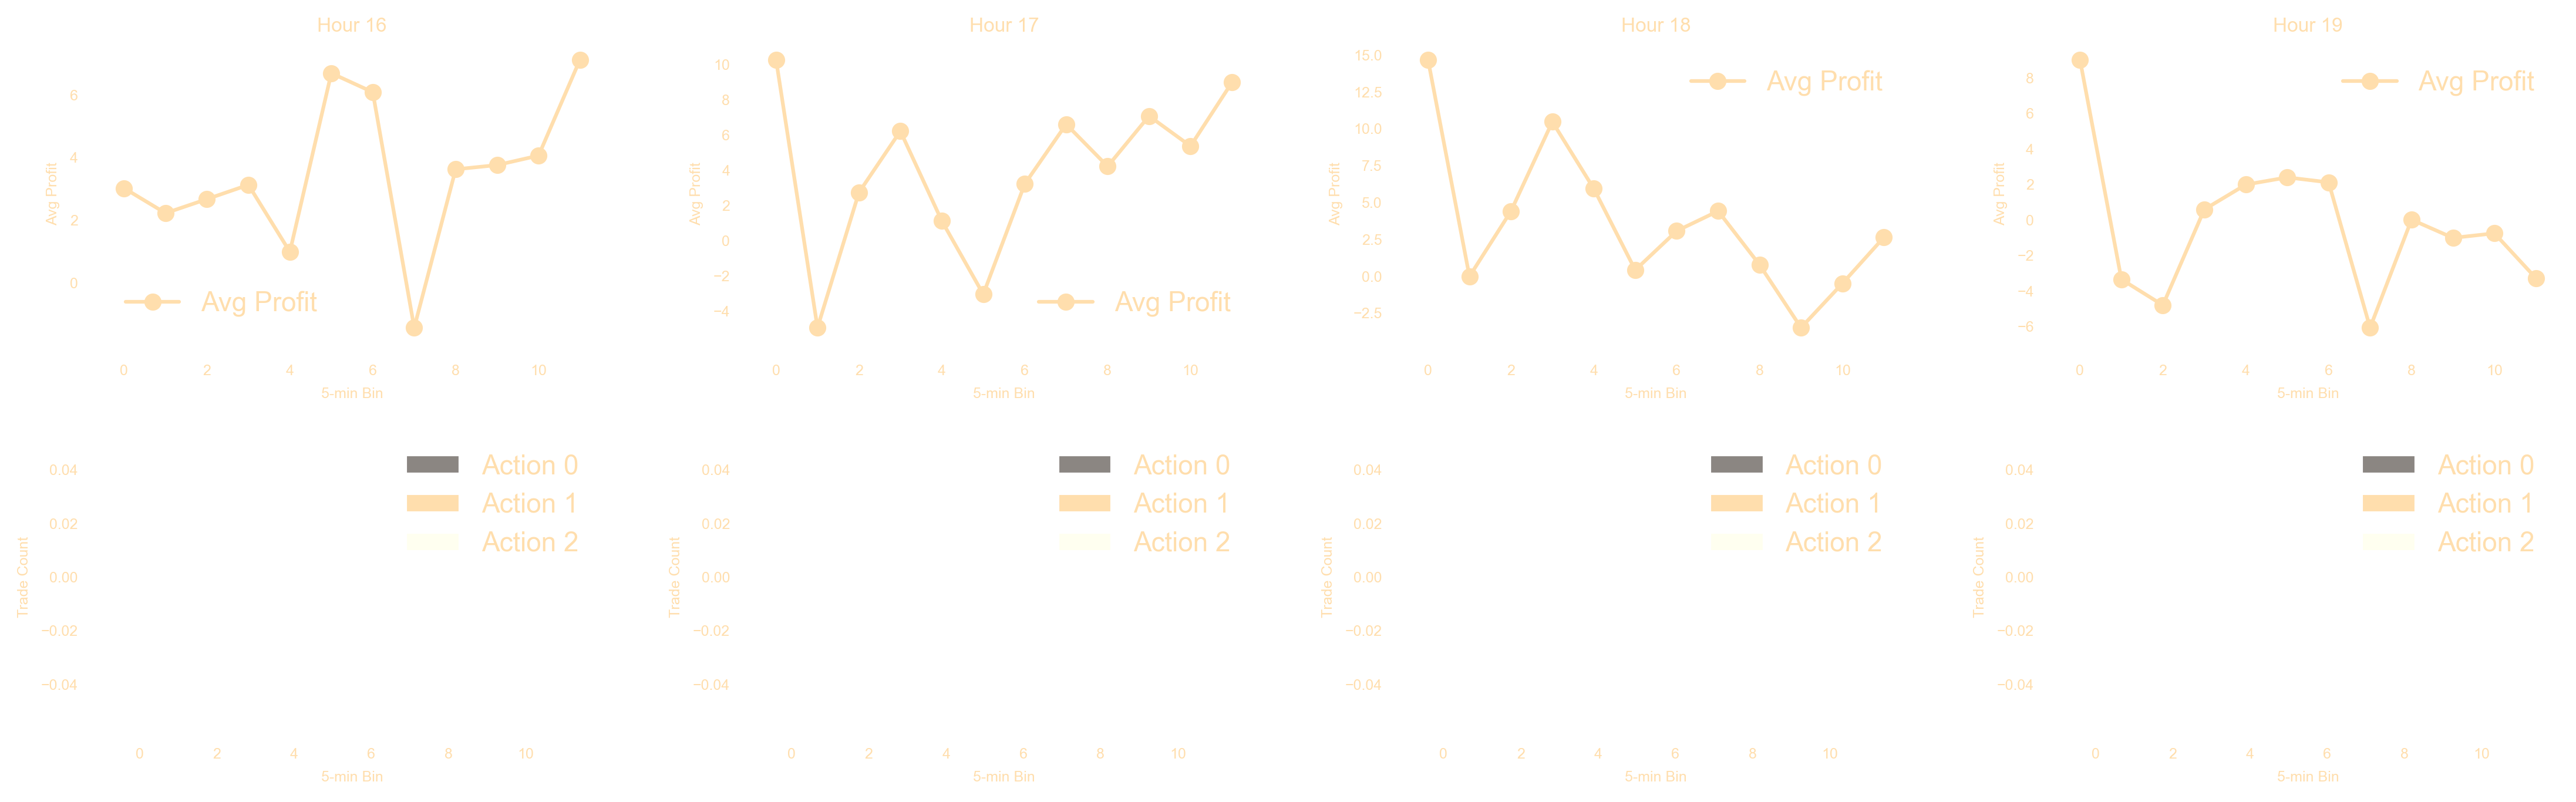 Hour 16
Avg Profit
6
4
2
0
Avg Profit
0 2 4 6 8 10
5-min Bin
Hour 17
Avg Profit
10
8
6
4
2
0
−2
−4
Avg Profit
0 2 4 6 8 10
5-min Bin
Hour 18
Avg Profit
15.0
12.5
10.0
7.5
5.0
2.5
0.0
−2.5
Avg Profit
0 2 4 6 8 10
5-min Bin
Hour 19
Avg Profit
8
6
4
2
0
−2
−4
−6
Avg Profit
0 2 4 6 8 10
5-min Bin
Trade Count
0.04
0.02
0.00
−0.02
−0.04
Action 0
Action 1
Action 2
0 2 4 6 8 10
5-min Bin
Trade Count
0.04
0.02
0.00
−0.02
−0.04
Action 0
Action 1
Action 2
0 2 4 6 8 10
5-min Bin
Trade Count
0.04
0.02
0.00
−0.02
−0.04
Action 0
Action 1
Action 2
0 2 4 6 8 10
5-min Bin
Trade Count
0.04
0.02
0.00
−0.02
−0.04
Action 0
Action 1
Action 2
0 2 4 6 8 10
5-min Bin